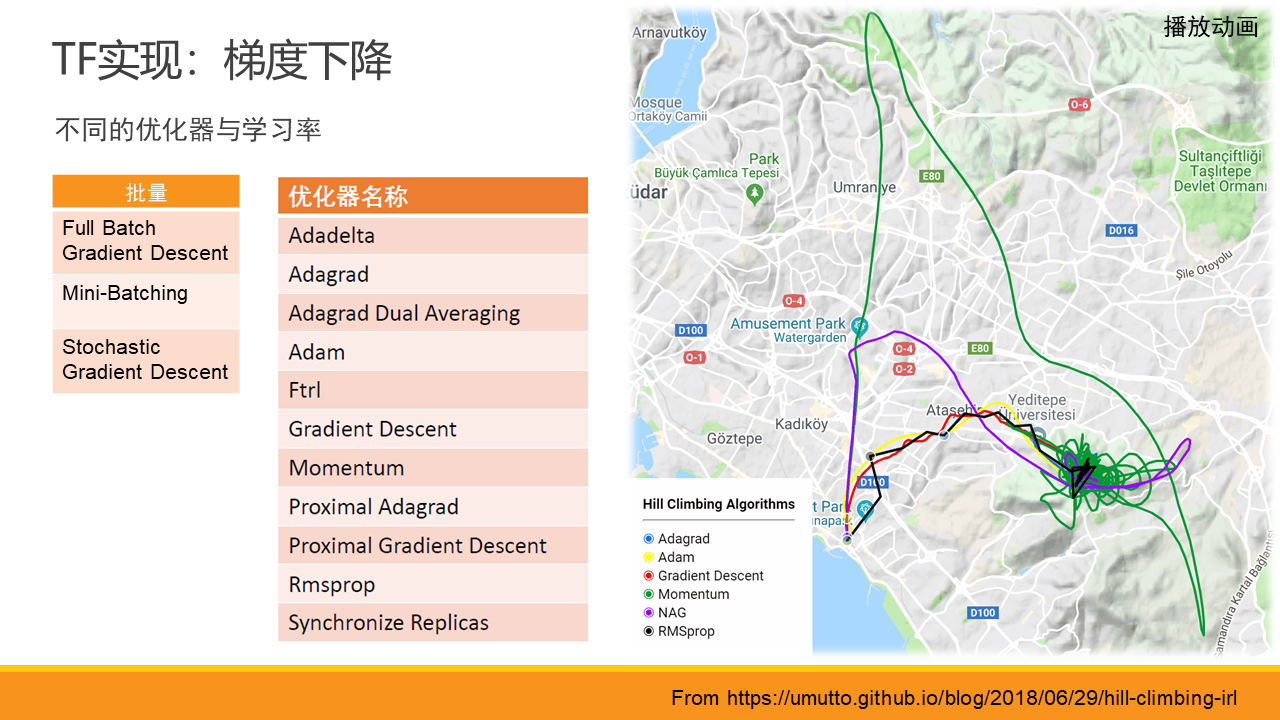 TF实现：梯度下降
不同的优化器与学习率
批量
Full Batch
Gradient Descent
Mini-Batching
Stochastic
Gradient Descent
优化器名称
Adadelta
Adagrad
Adagrad Dual Averaging
Adam
Ftrl
Gradient Descent
Momentum
Proximal Adagrad
Proximal Gradient Descent
Rmsprop
Synchronize Replicas
播放动画
Arnavutköy
Mosque
Ortaköy Camii
O-6
Park
Büyük Çamlıca Tepesi
üdar
Umraniye
E80
Sultançiftliği
Taşlitepe
Devlet Ormanı
D016
Şile Otoyolu
O-4
D100
Amusement Park
Watergarden
O-1
O-4
E80
O-2
Yeditepe
Üniversitesi
Kadıköy
Göztepe
D100
t Park
D100
Samandıra Kartal Bağlantısı
Hill Climbing Algorithms
Adagrad
Adam
Gradient Descent
Momentum
NAG
RMSprop
From https://umutto.github.io/blog/2018/06/29/hill-climbing-irl